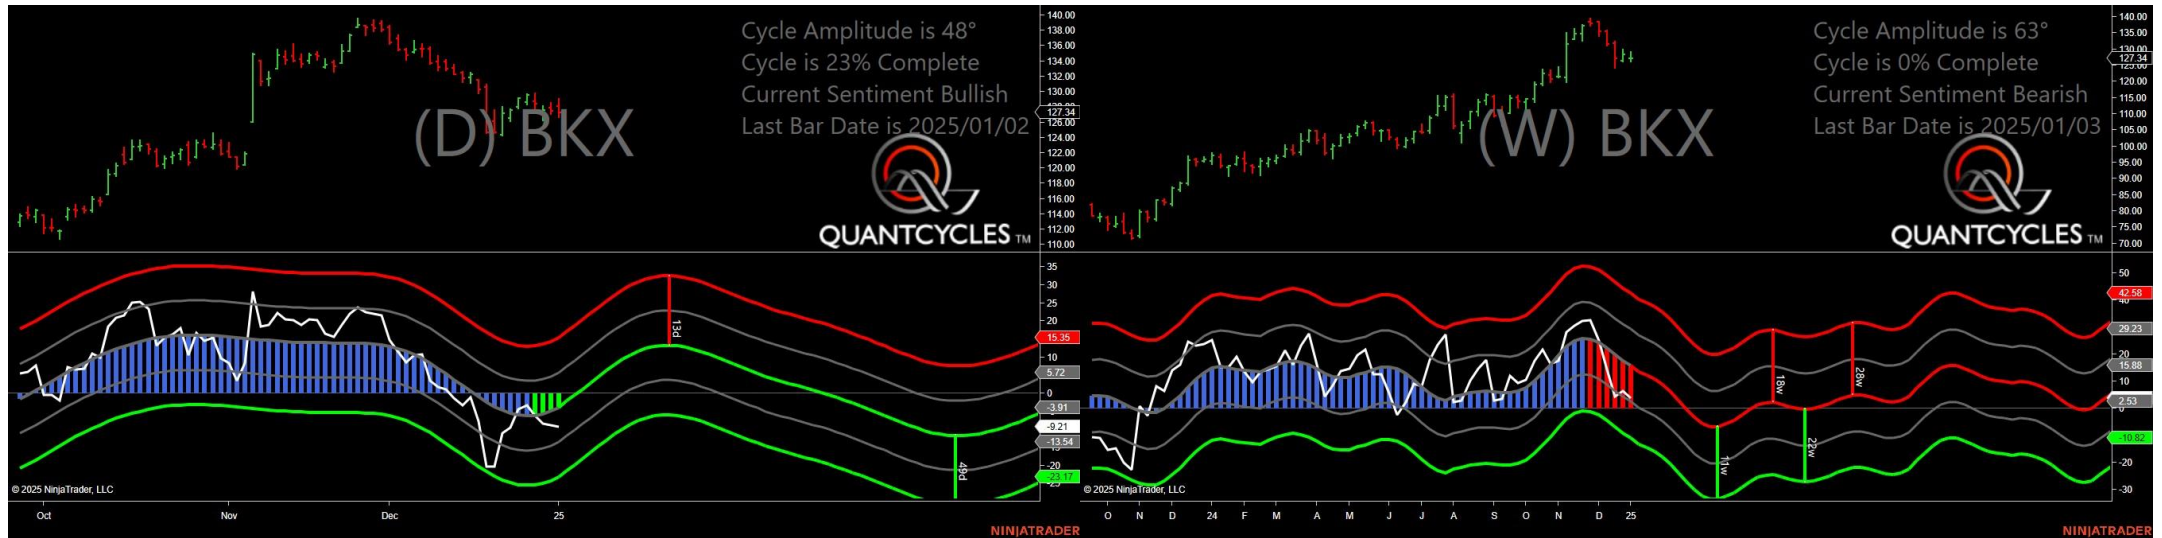 Cycle Amplitude is 48°
Cycle is 23% Complete
Current Sentiment Bullish
Last Bar Date is 2025/01/02
(D) BKX
QUANTCYCLES TM
140.00
138.00
136.00
134.00
132.00
130.00
127.34
126.00
124.00
122.00
120.00
118.00
116.00
114.00
112.00
110.00
35
30
25
20
15.35
10
5.72
0
-3.91
-9.21
-13.54
-20
-23.17
13d
49d
© 2025 NinjaTrader, LLC
Oct Nov Dec 25
NINJATRADER
Cycle Amplitude is 63°
Cycle is 0% Complete
Current Sentiment Bearish
Last Bar Date is 2025/01/03
(W) BKX
QUANTCYCLES TM
140.00
135.00
130.00
127.34
125.00
120.00
115.00
110.00
105.00
100.00
95.00
90.00
85.00
80.00
75.00
70.00
50
42.58
29.23
20
15.88
10
2.53
-10.82
-20
-30
11w
18w
22w
28w
© 2025 NinjaTrader, LLC
O N D 24 F M A M J J A S O N D 25
NINJATRADER